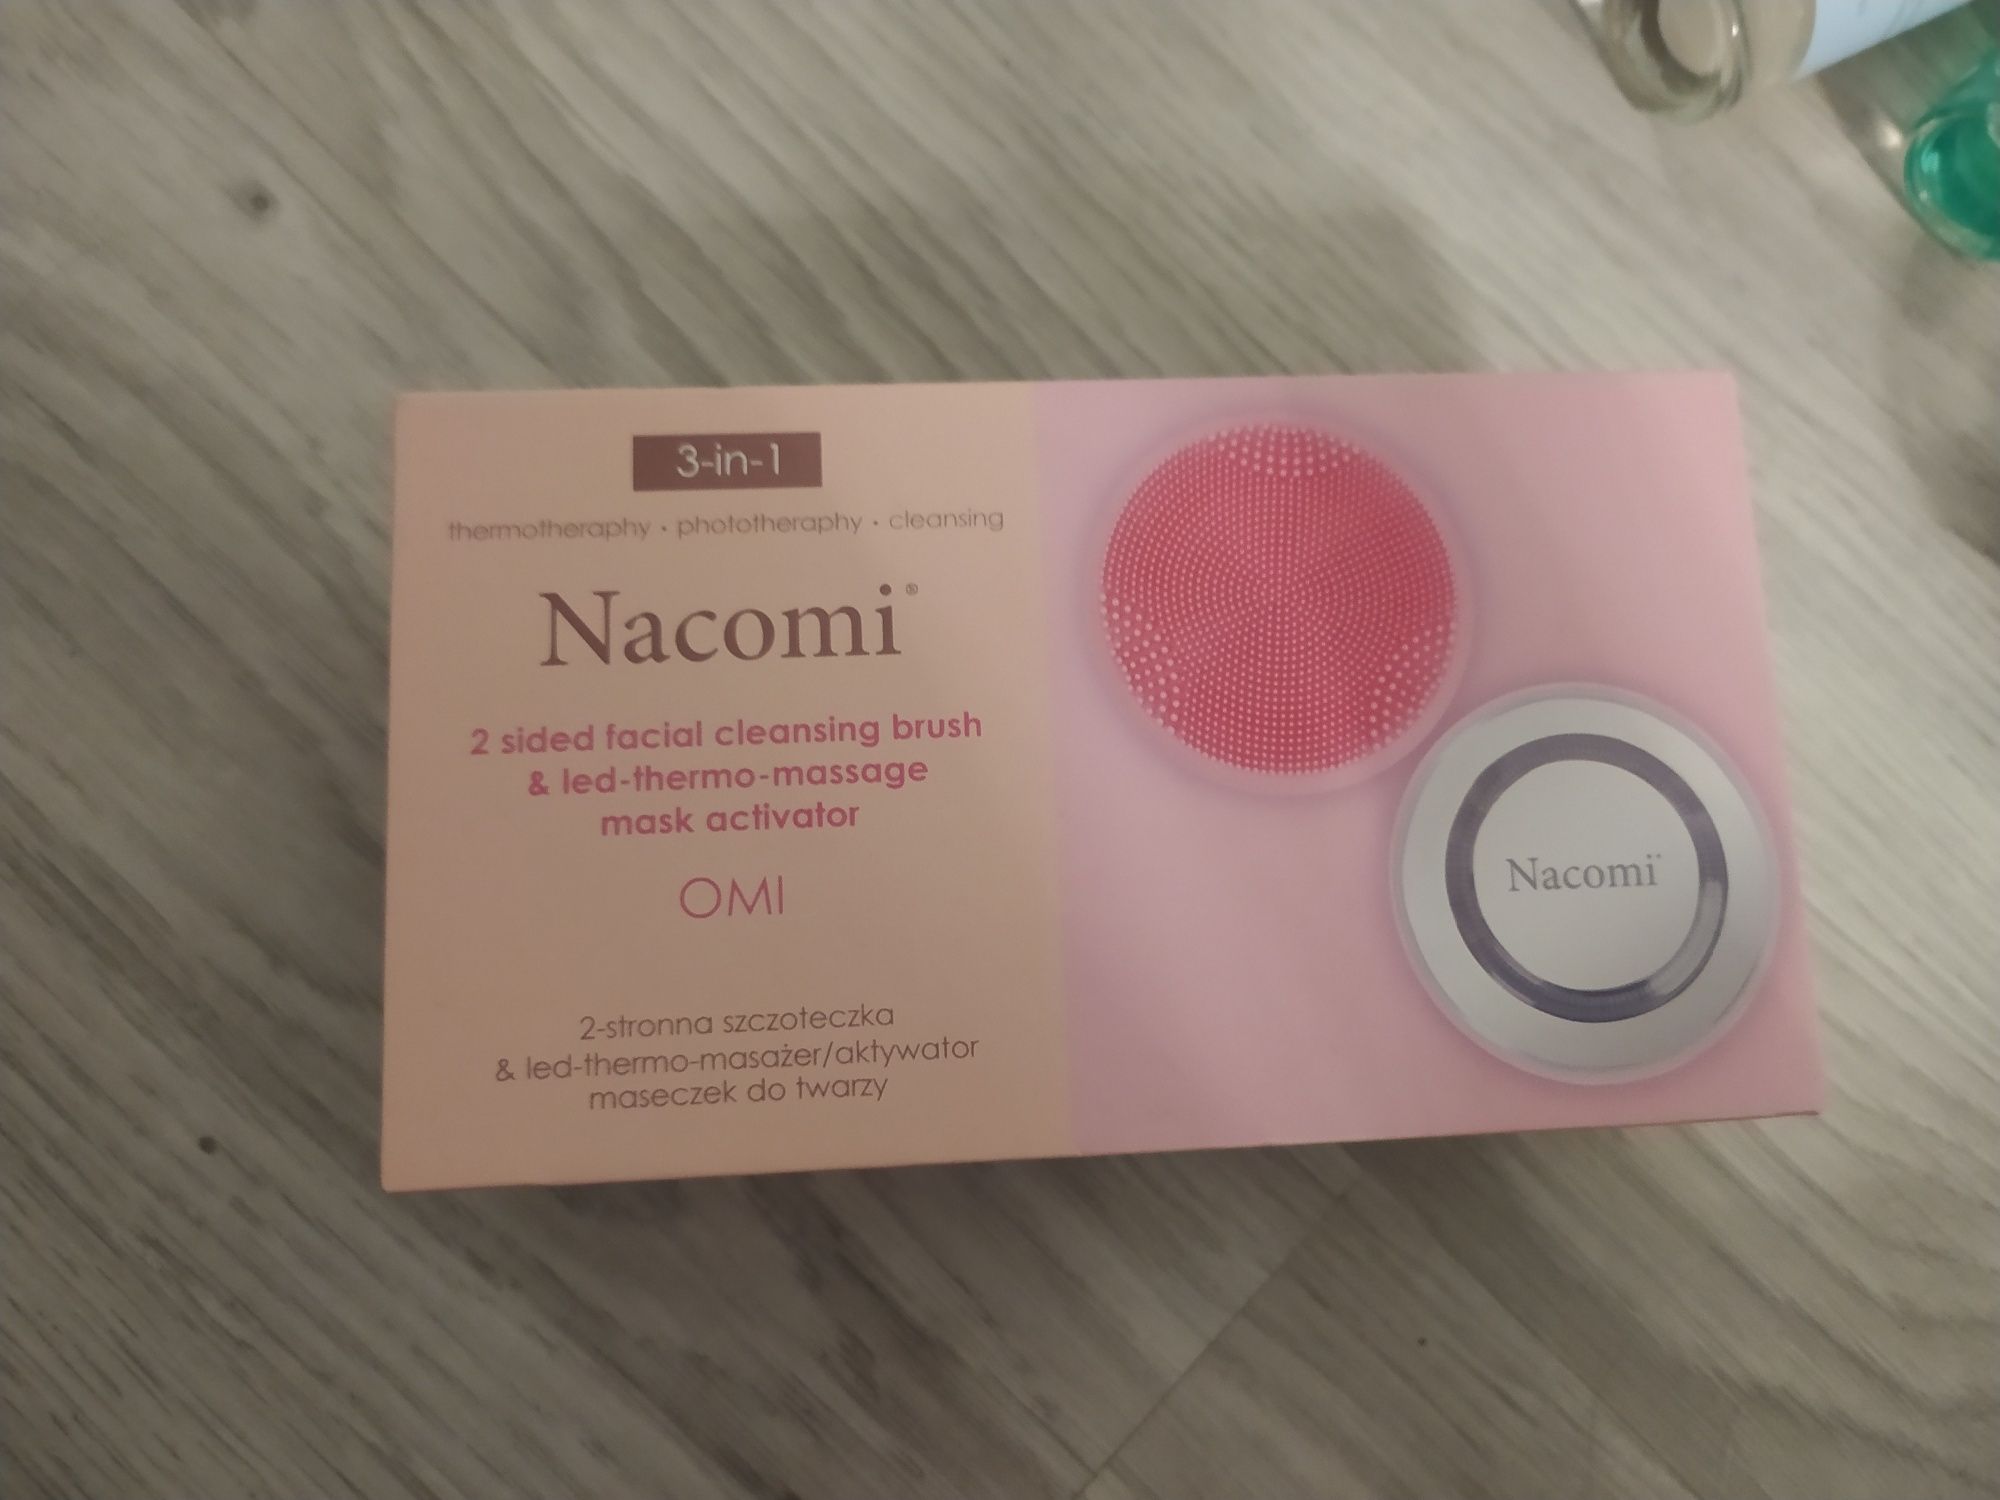 3-in-1
thermotheraphy • phototheraphy • cleansing
Nacomi®
2 sided facial cleansing brush
& led-thermo-massage
mask activator
OMI
2-stronna szczoteczka
& led-thermo-masażer/aktywator
maseczek do twarzy
Nacomi